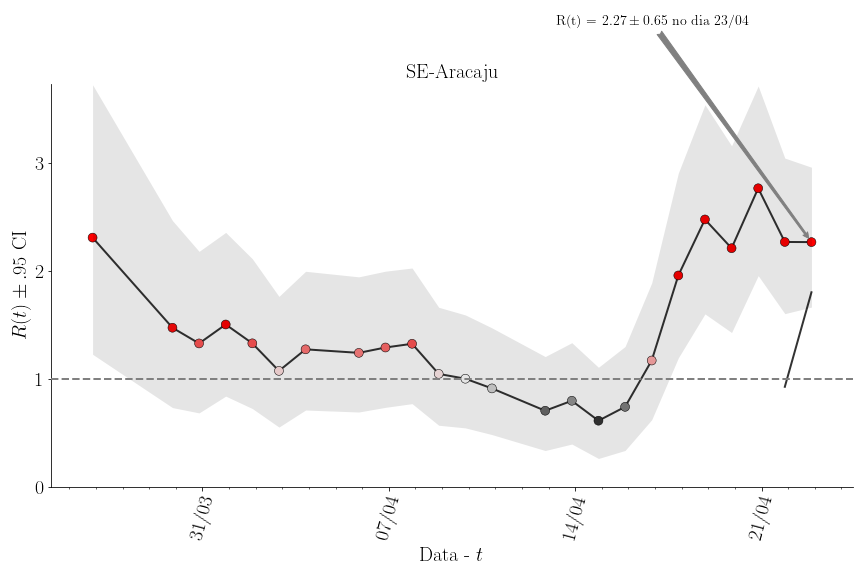 R(t) = 2.27 ± 0.65 no dia 23/04
SE-Aracaju
R(t) ± .95 CI
3
2
1
0
31/03
07/04
14/04
21/04
Data - t